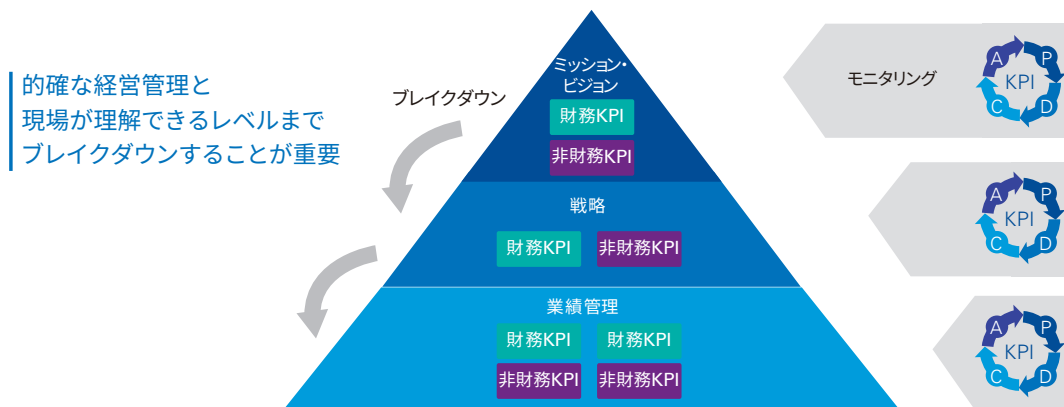 的確な経営管理と
現場が理解できるレベルまで
ブレイクダウンすることが重要
ブレイクダウン
ミッション・
ビジョン
財務KPI
非財務KPI
戦略
財務KPI 非財務KPI
業績管理
財務KPI 財務KPI
非財務KPI 非財務KPI
モニタリング
A P
KPI
C D
A P
KPI
C D
A P
KPI
C D